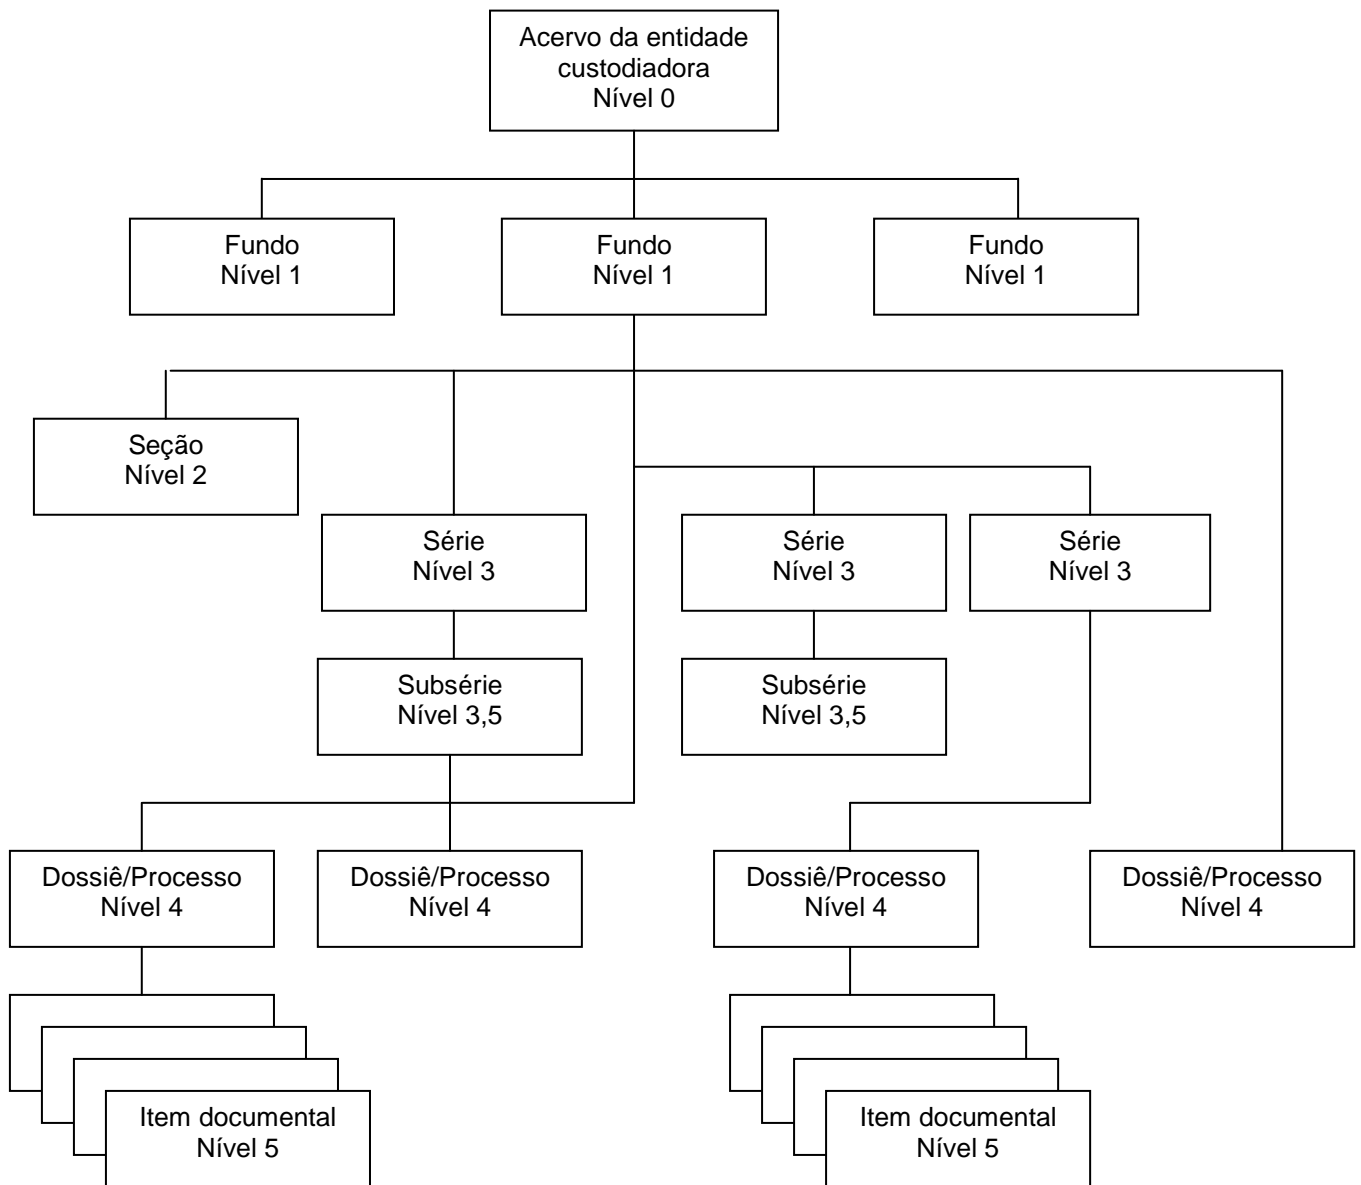 Acervo da entidade
custodiadora
Nível 0
Fundo
Nível 1
Fundo
Nível 1
Fundo
Nível 1
Seção
Nível 2
Série
Nível 3
Série
Nível 3
Série
Nível 3
Subsérie
Nível 3,5
Subsérie
Nível 3,5
Dossiê/Processo
Nível 4
Dossiê/Processo
Nível 4
Dossiê/Processo
Nível 4
Dossiê/Processo
Nível 4
Item documental
Nível 5
Item documental
Nível 5